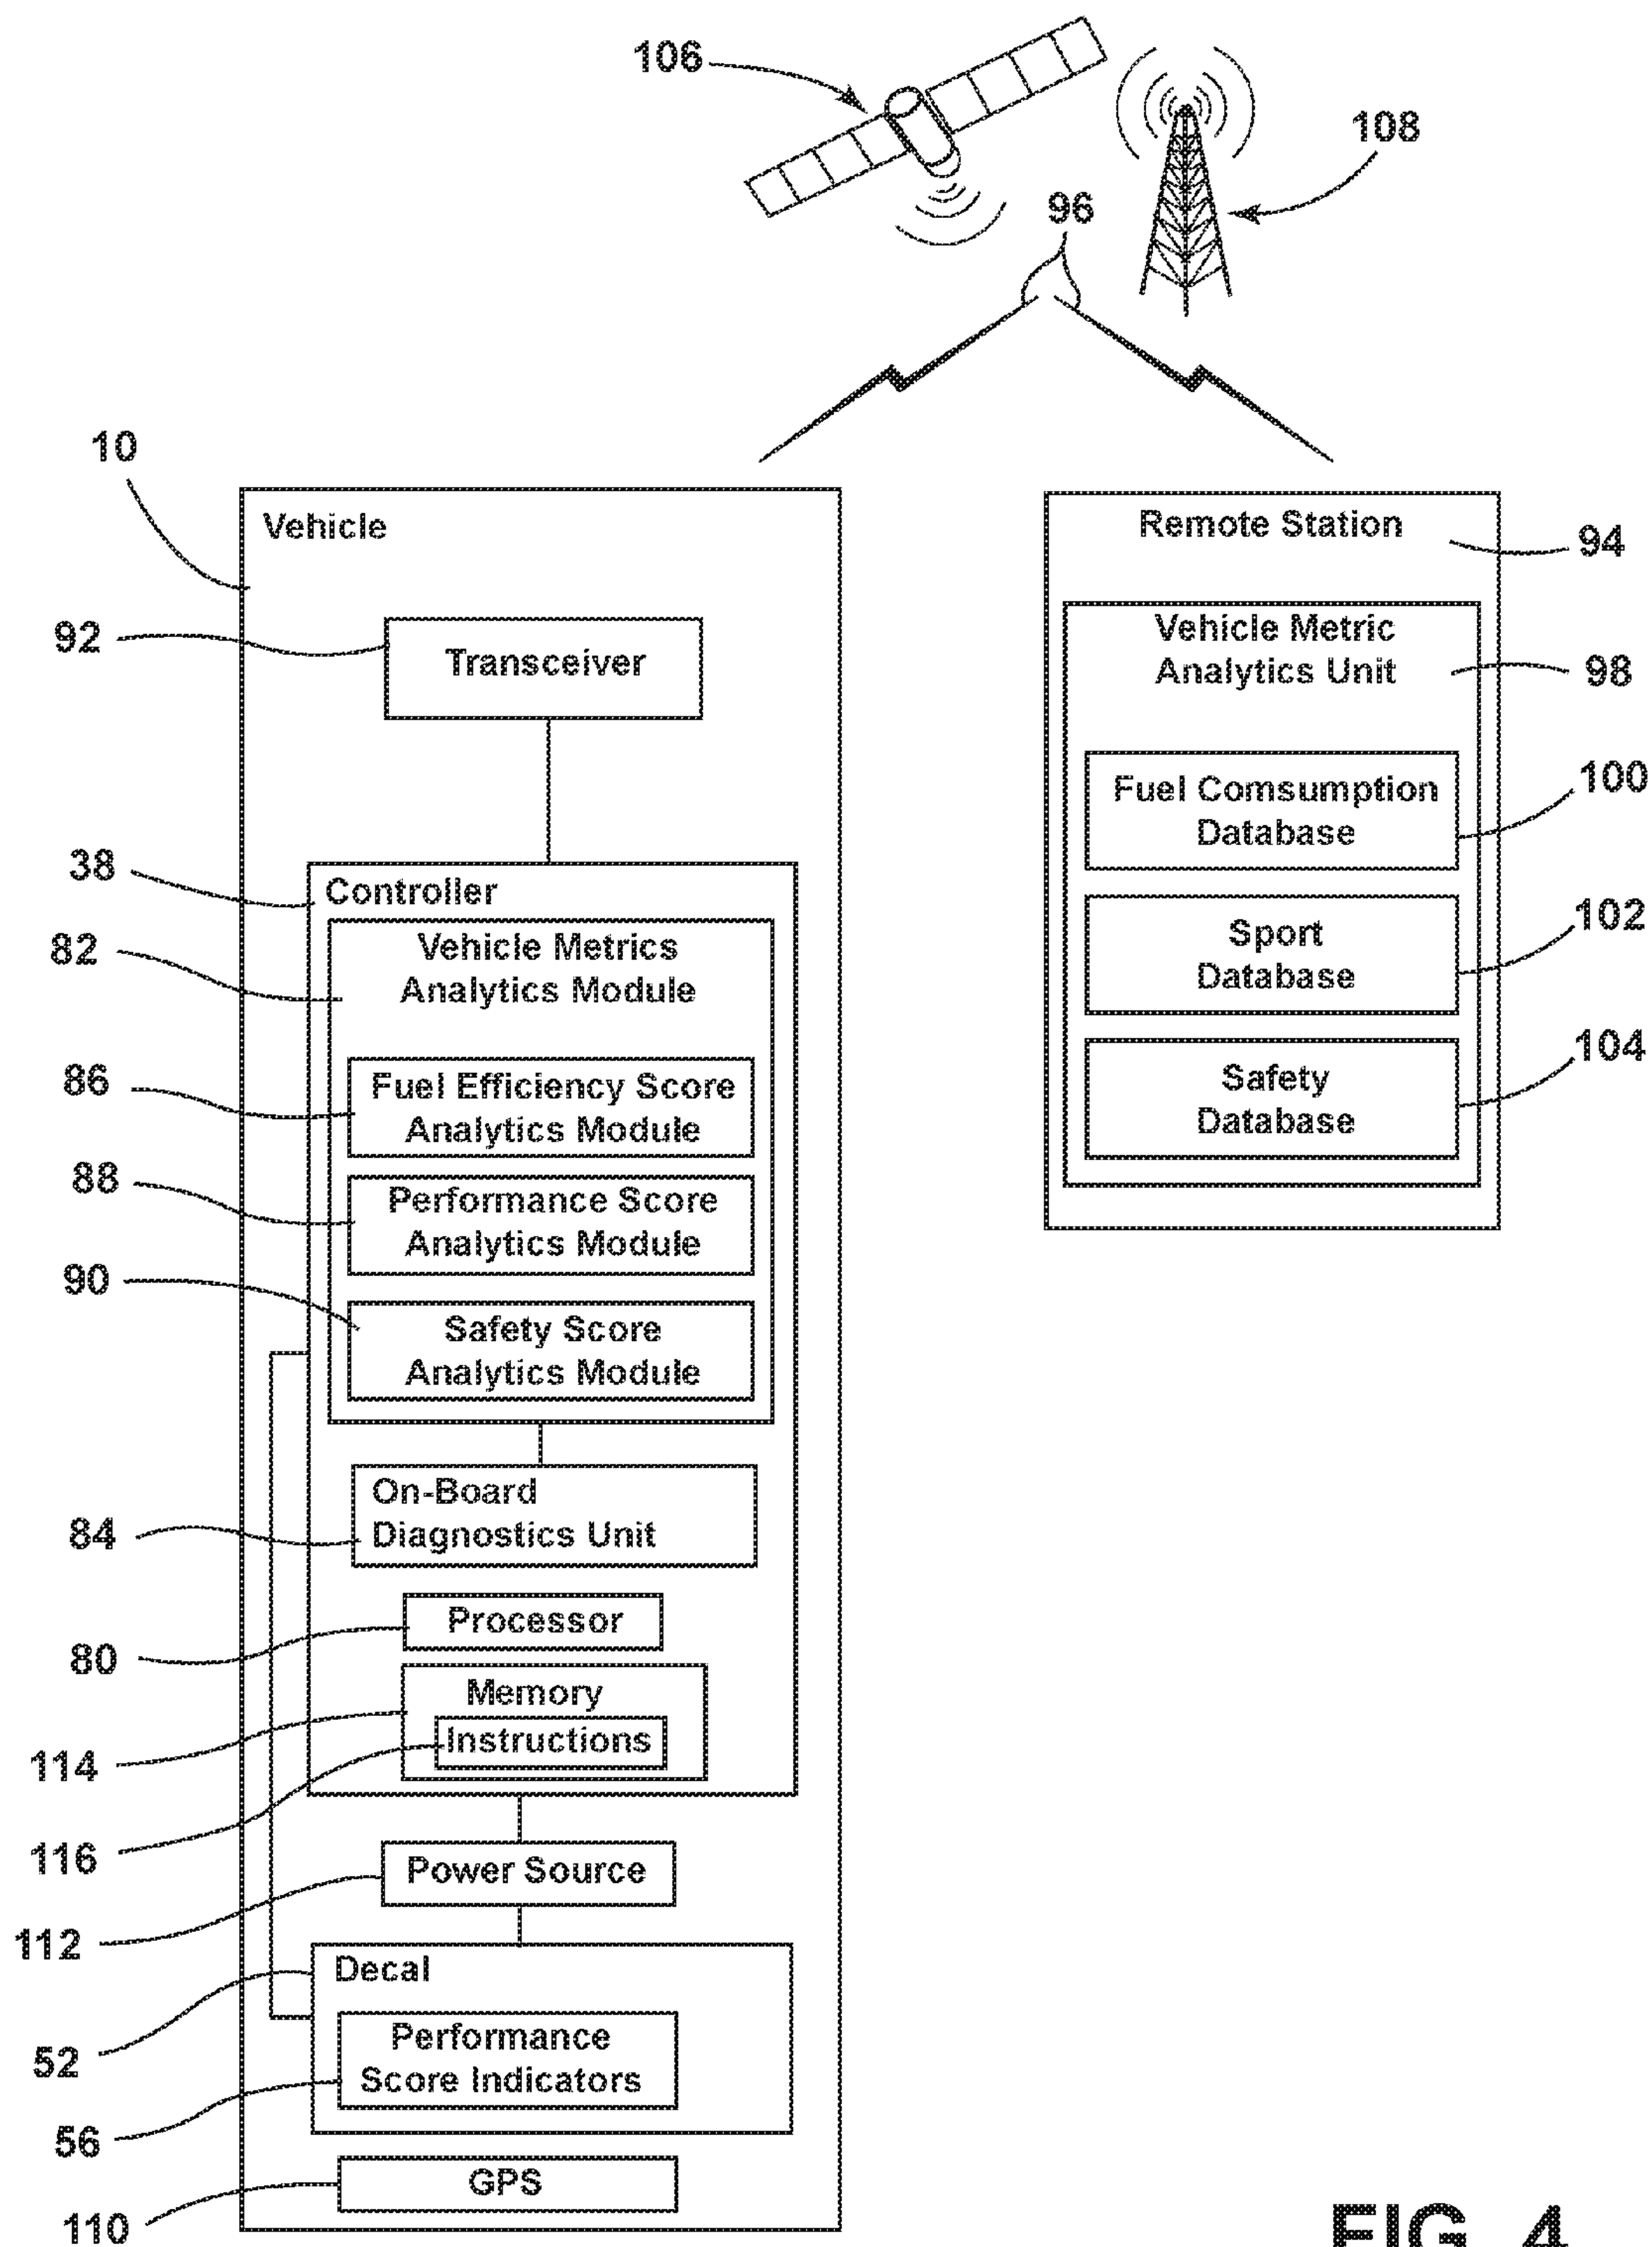 106
108
96
10
Vehicle
Remote Station
94
92
Transceiver
Vehicle Metric
Analytics Unit
98
Fuel Comsumption
Database
100
38
Controller
82
Vehicle Metrics
Analytics Module
Sport
Database
102
86
Fuel Efficiency Score
Analytics Module
Safety
Database
104
88
Performance Score
Analytics Module
90
Safety Score
Analytics Module
84
On-Board
Diagnostics Unit
80
Processor
114
Memory
116
Instructions
112
Power Source
52
Decal
56
Performance
Score Indicators
110
GPS
FIG. 4